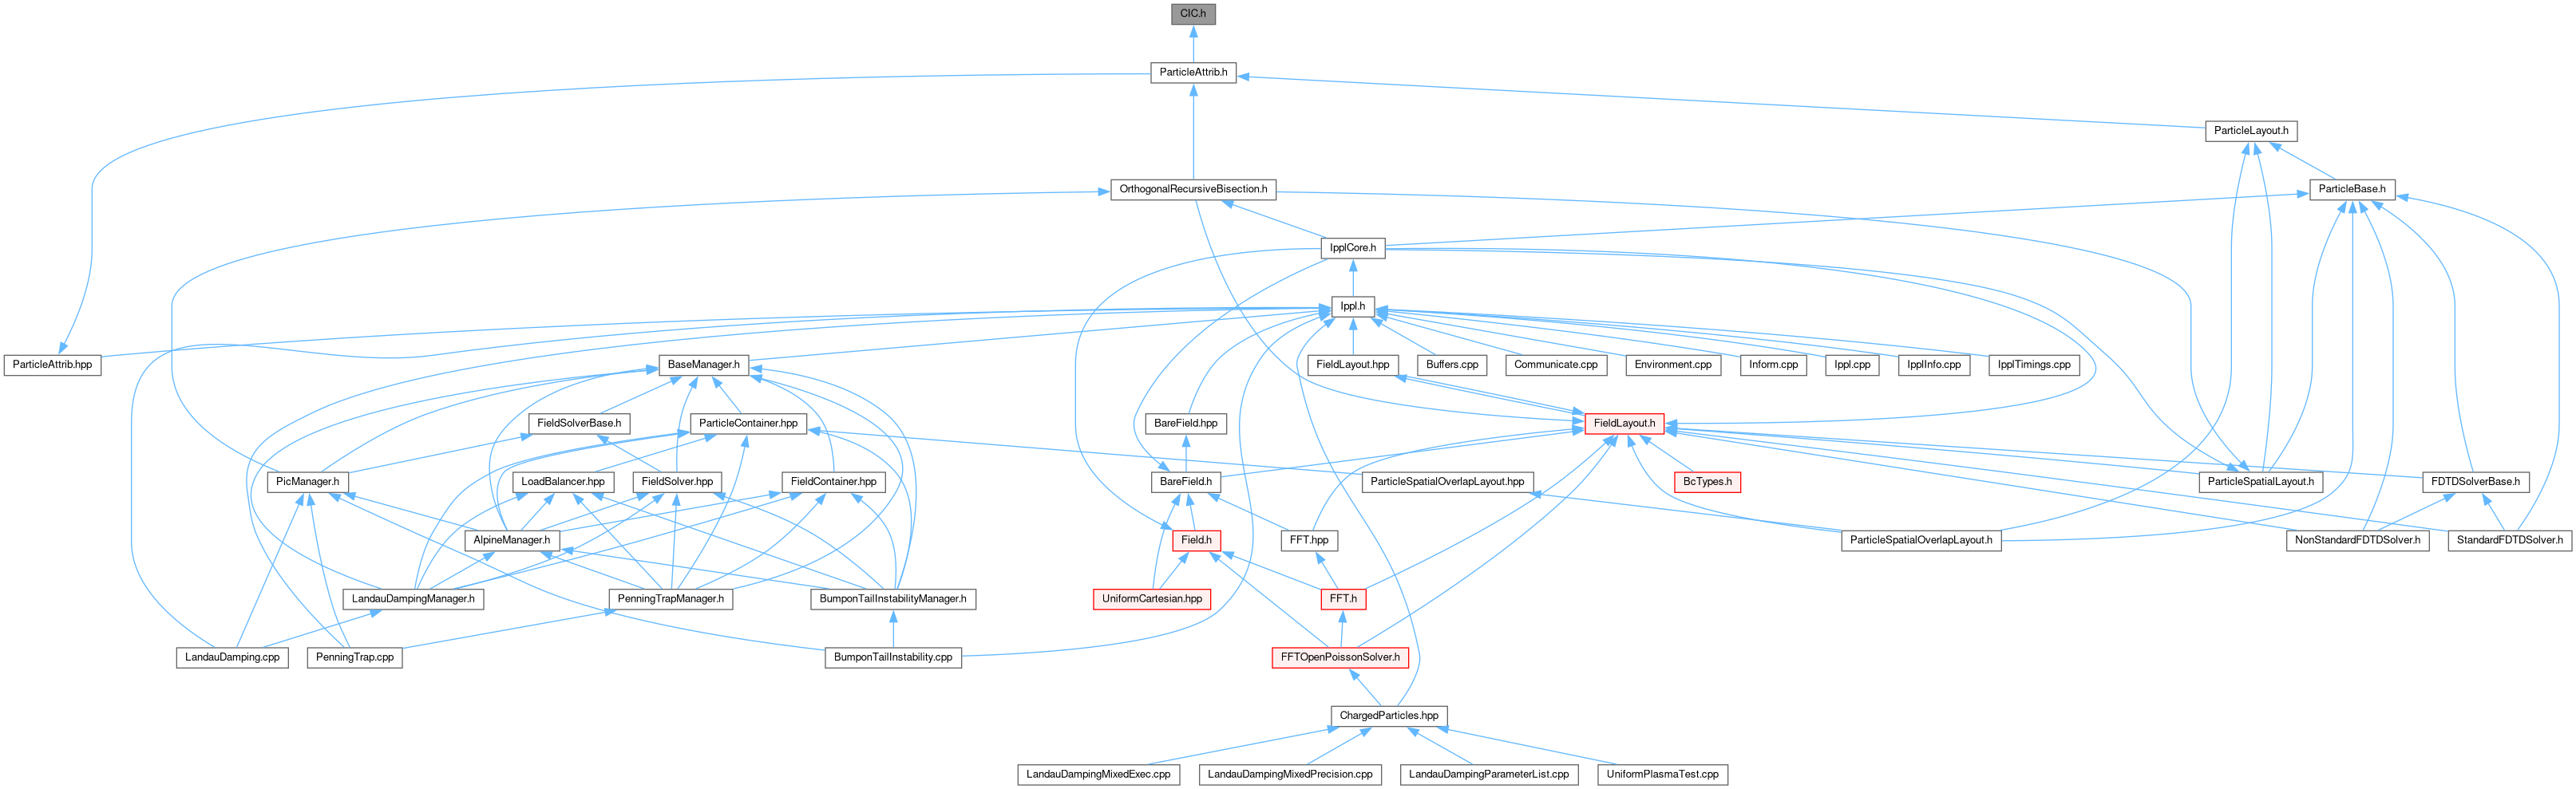 CIC.h
ParticleAttrib.h
ParticleLayout.h
OrthogonalRecursiveBisection.h
ParticleBase.h
IpplCore.h
Ippl.h
ParticleAttrib.hpp
BaseManager.h
FieldLayout.hpp
Buffers.cpp
Communicate.cpp
Environment.cpp
Inform.cpp
Ippl.cpp
IpplInfo.cpp
IpplTimings.cpp
FieldSolverBase.h
ParticleContainer.hpp
BareField.hpp
FieldLayout.h
PicManager.h
LoadBalancer.hpp
FieldSolver.hpp
FieldContainer.hpp
BareField.h
ParticleSpatialOverlapLayout.hpp
BcTypes.h
ParticleSpatialLayout.h
FDTDSolverBase.h
AlpineManager.h
Field.h
FFT.hpp
ParticleSpatialOverlapLayout.h
NonStandardFDTDSolver.h
StandardFDTDSolver.h
LandauDampingManager.h
PenningTrapManager.h
BumponTailInstabilityManager.h
UniformCartesian.hpp
FFT.h
LandauDamping.cpp
PenningTrap.cpp
BumponTailInstability.cpp
FFTOpenPoissonSolver.h
ChargedParticles.hpp
LandauDampingMixedExec.cpp
LandauDampingMixedPrecision.cpp
LandauDampingParameterList.cpp
UniformPlasmaTest.cpp